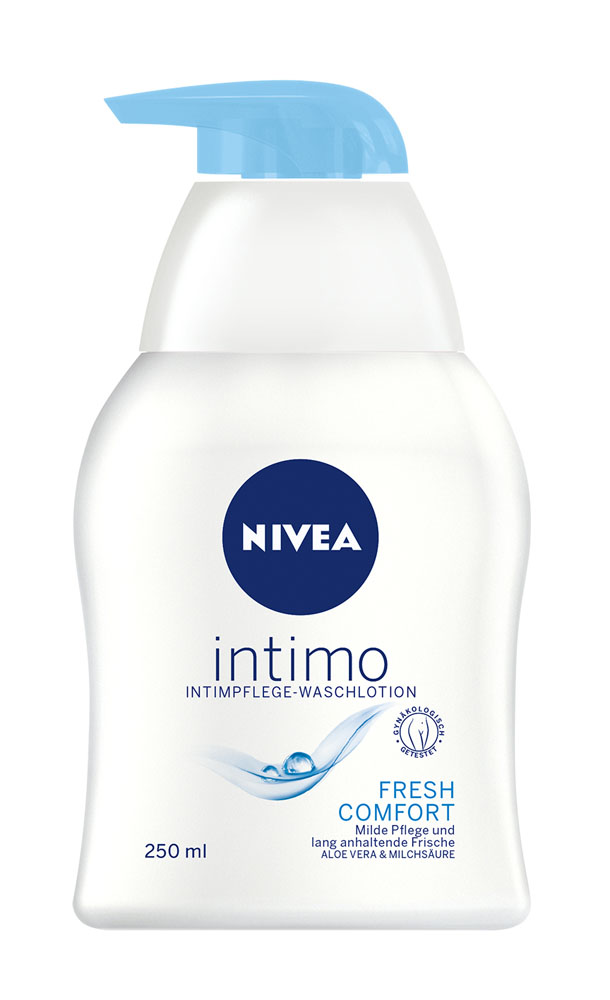 NIVEA
intimo
INTIMPFLEGE-WASCHLOTION
GYNÄKOLOGISCH
GETESTET
FRESH
COMFORT
Milde Pflege und
lang anhaltende Frische
ALOE VERA & MILCHSÄURE
250 ml